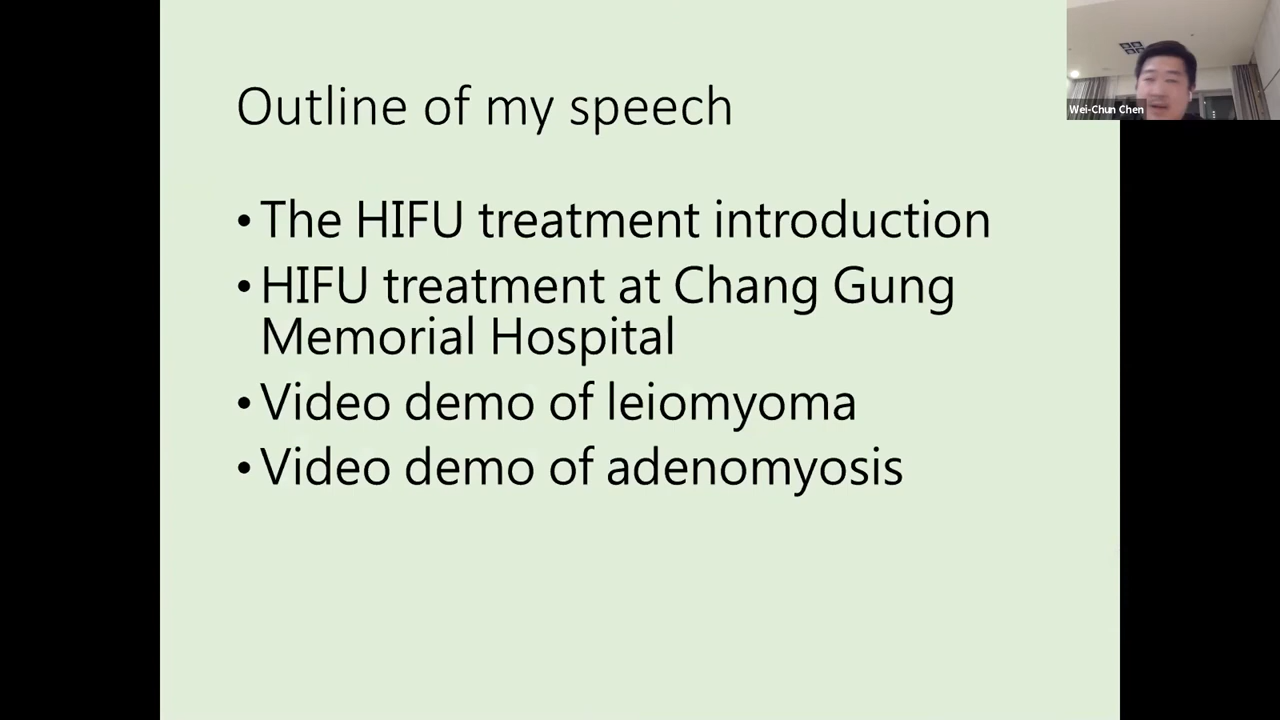 Outline of my speech
• The HIFU treatment introduction
• HIFU treatment at Chang Gung
Memorial Hospital
• Video demo of leiomyoma
• Video demo of adenomyosis
Wei-Chun Chen